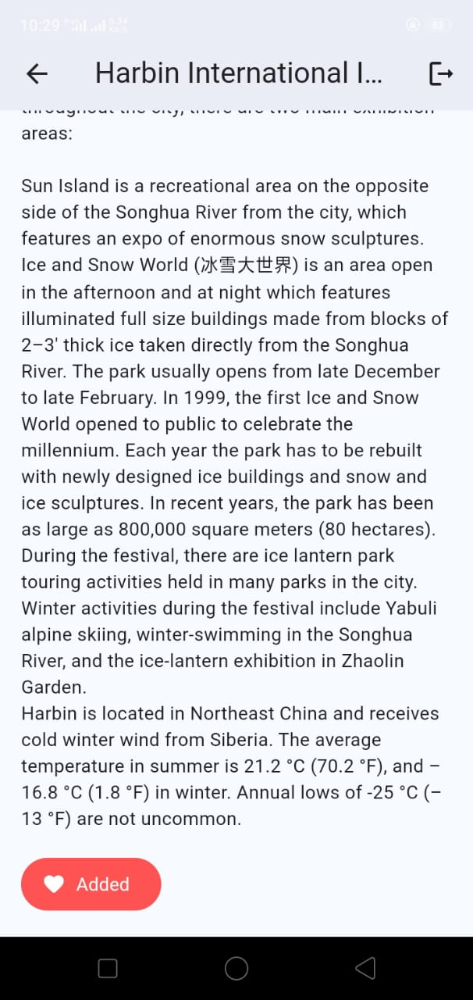 10:29
Harbin International I...
throughout the city, there are two main exhibition
areas:
Sun Island is a recreational area on the opposite
side of the Songhua River from the city, which
features an expo of enormous snow sculptures.
Ice and Snow World (冰雪大世界) is an area open
in the afternoon and at night which features
illuminated full size buildings made from blocks of
2–3' thick ice taken directly from the Songhua
River. The park usually opens from late December
to late February. In 1999, the first Ice and Snow
World opened to public to celebrate the
millennium. Each year the park has to be rebuilt
with newly designed ice buildings and snow and
ice sculptures. In recent years, the park has been
as large as 800,000 square meters (80 hectares).
During the festival, there are ice lantern park
touring activities held in many parks in the city.
Winter activities during the festival include Yabuli
alpine skiing, winter-swimming in the Songhua
River, and the ice-lantern exhibition in Zhaolin
Garden.
Harbin is located in Northeast China and receives
cold winter wind from Siberia. The average
temperature in summer is 21.2 °C (70.2 °F), and –
16.8 °C (1.8 °F) in winter. Annual lows of -25 °C (–
13 °F) are not uncommon.
Added